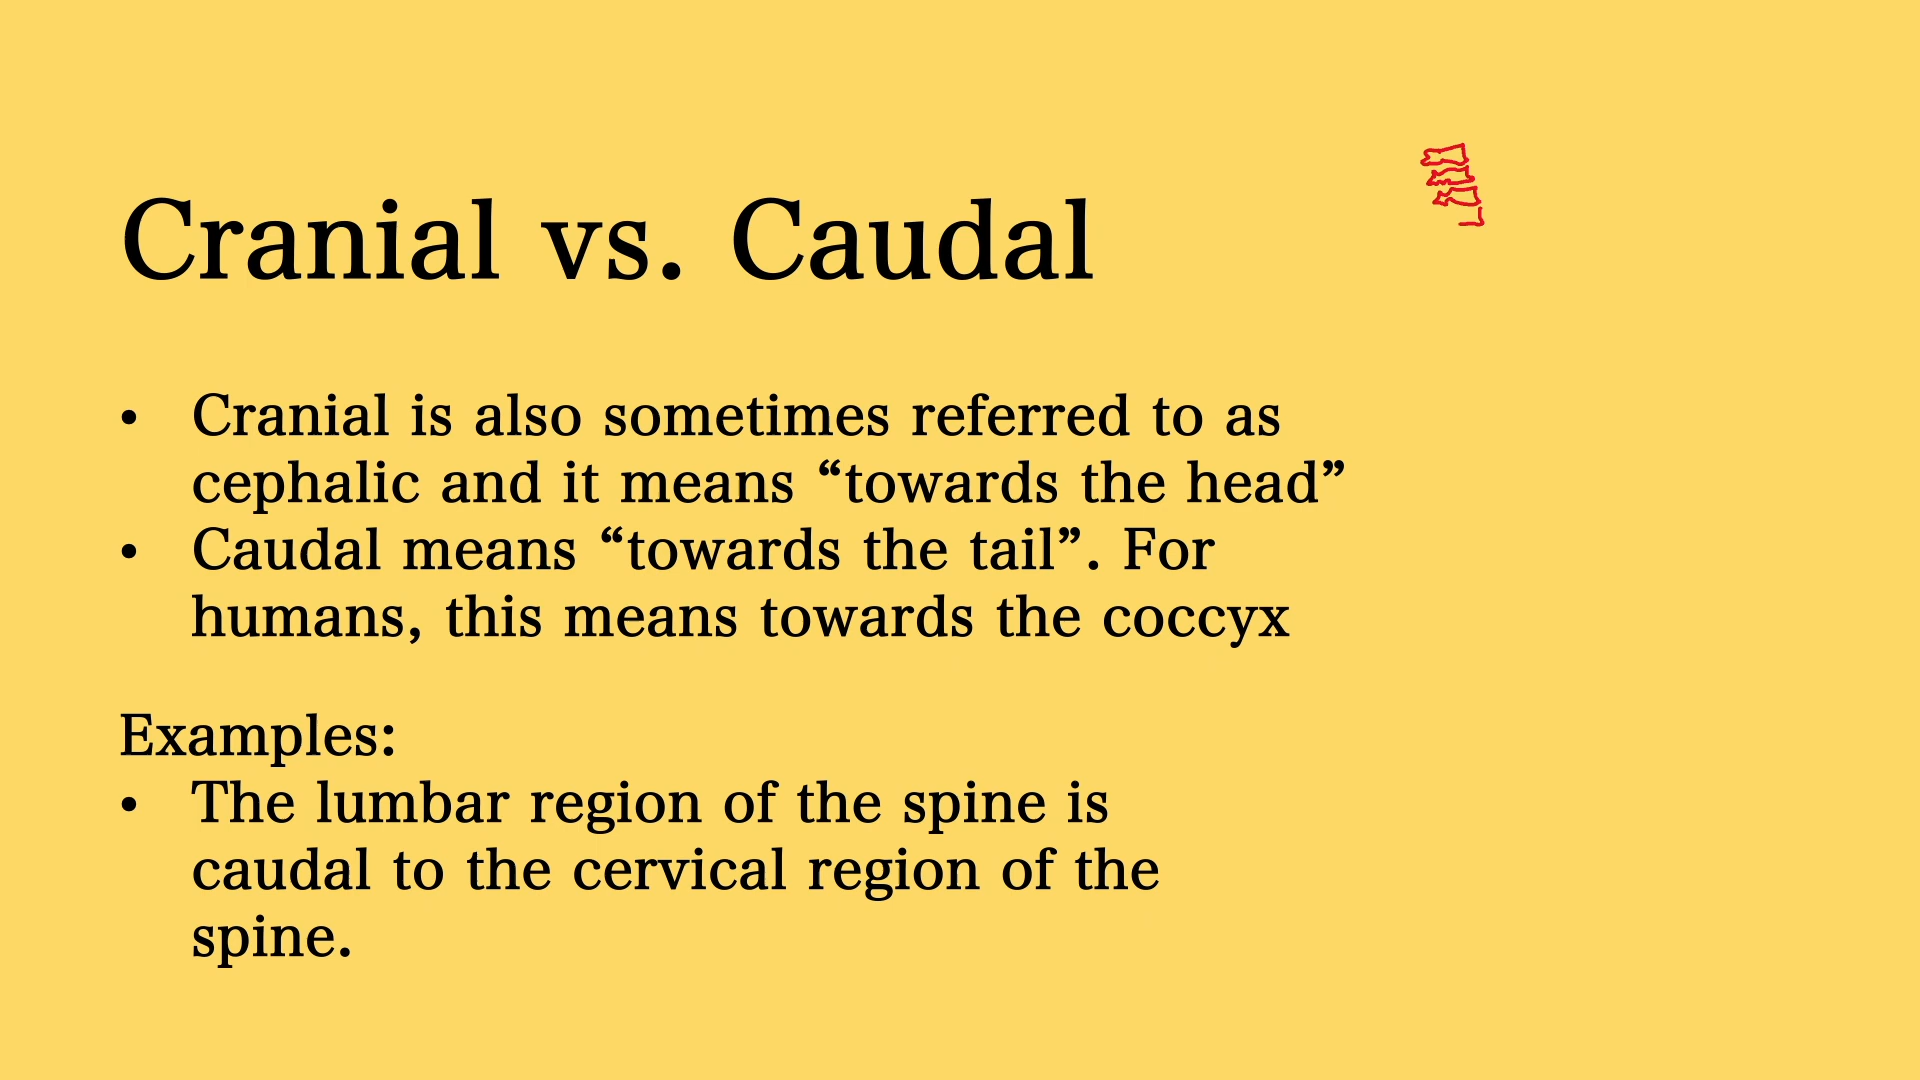 Cranial vs. Caudal
• Cranial is also sometimes referred to as
cephalic and it means “towards the head”
• Caudal means “towards the tail”. For
humans, this means towards the coccyx
Examples:
• The lumbar region of the spine is
caudal to the cervical region of the
spine.